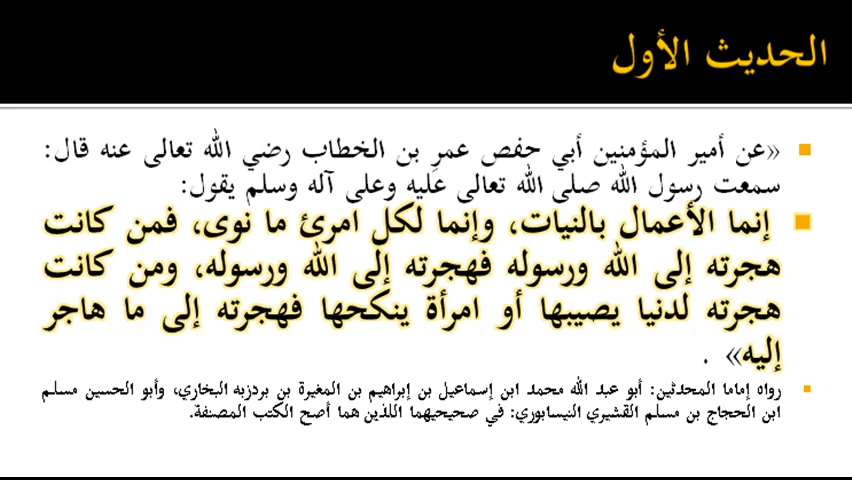 الحديث الأول
«عن أمير المؤمنين أبي حفص عمرِ بن الخطاب رضي الله تعالى عنه قال:
سمعت رسول الله صلى الله تعالى عليه وعلى آله وسلم يقول:
إنما الأعمال بالنيات، وإنما لكل امرئ ما نوى، فمن كانت
هجرته إلى الله ورسوله فهجرته إلى الله ورسوله، ومن كانت
هجرته لدنيا يصيبها أو امرأة ينكحها فهجرته إلى ما هاجر
إليه» .
رواه إماما المحدثين: أبو عبد الله محمد ابن إسماعيل بن إبراهيم بن المغيرة بن بردزبه البخاري، وأبو الحسين مسلم
ابن الحجاج بن مسلم القشيري النيسابوري: في صحيحيهما اللذين هما أصح الكتب المصنفة.